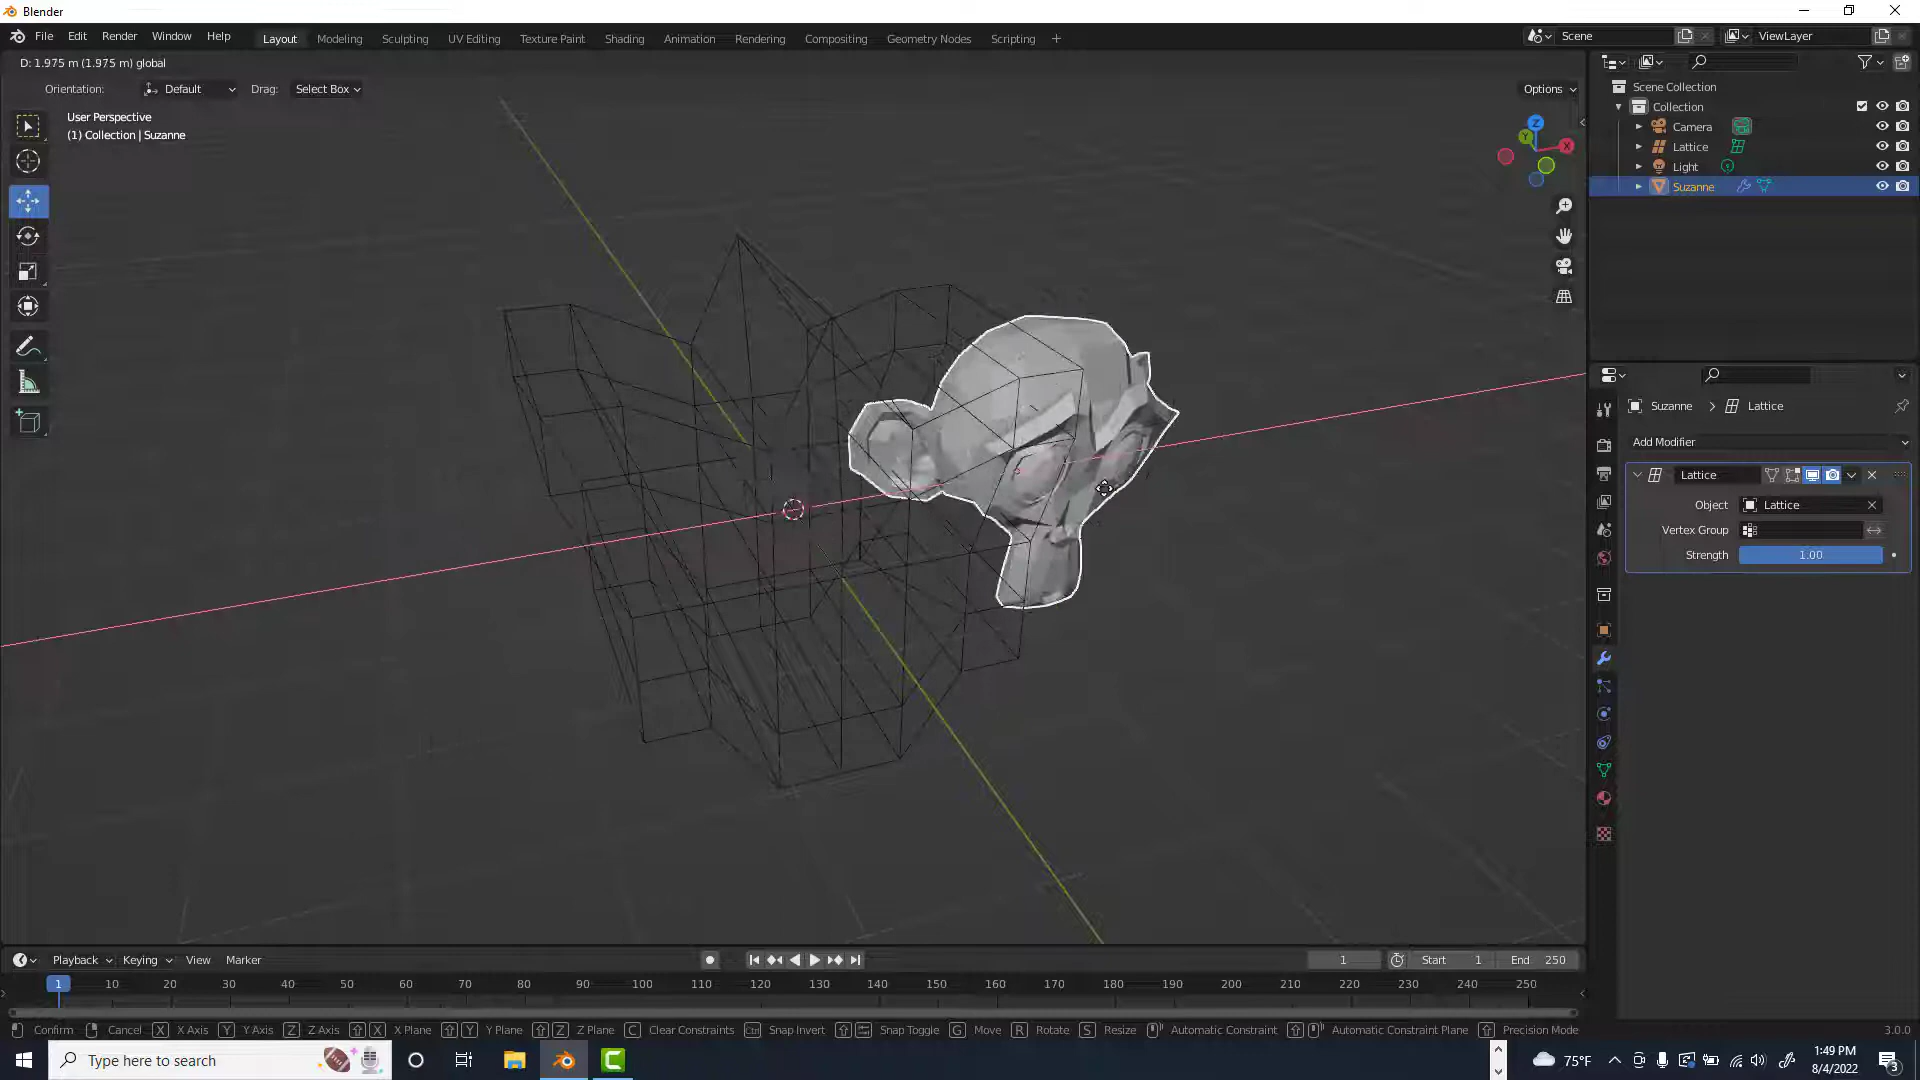 Blender
File Edit Render Window Help
Layout Modeling Sculpting UV Editing Texture Paint Shading Animation Rendering Compositing Geometry Nodes Scripting +
Scene
ViewLayer
D: 1.975 m (1.975 m) global
Orientation: Default Drag: Select Box
Options
User Perspective
(1) Collection | Suzanne
Z
Y
X
Scene Collection
Collection
Camera
Lattice
Light
Suzanne
Suzanne > Lattice
Add Modifier
Lattice
Object Lattice
Vertex Group
Strength 1.00
Playback Keying View Marker
1 Start 1 End 250
1 10 20 30 40 50 60 70 80 90 100 110 120 130 140 150 160 170 180 190 200 210 220 230 240 250
Confirm Cancel X X Axis Y Y Axis Z Z Axis X X Plane Y Y Plane Z Z Plane C Clear Constraints Ctrl Snap Invert Snap Toggle G Move R Rotate S Resize Automatic Constraint Automatic Constraint Plane Precision Mode 3.0.0
Type here to search
75°F
1:49 PM
8/4/2022
3